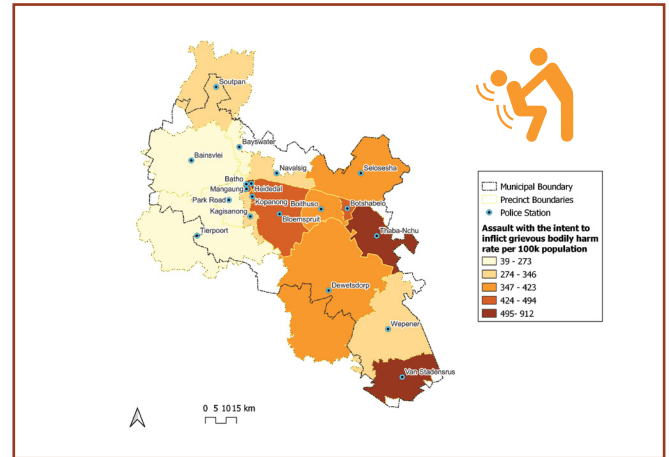 Soutpan
Bayswater
Bainsvlei
Navalsig
Selosesha
Batho
Mangaung
Heidedal
Park Road
Kopanong
Boithuso
Botshabelo
Kagisanong
Bloemspruit
Tierpoort
Thaba-Nchu
Dewetsdorp
Wepener
Van Stadensrus
Municipal Boundary
Precinct Boundaries
Police Station
Assault with the intent to
inflict grievous bodily harm
rate per 100k population
39 - 273
274 - 346
347 - 423
424 - 494
495- 912
0 5 10 15 km